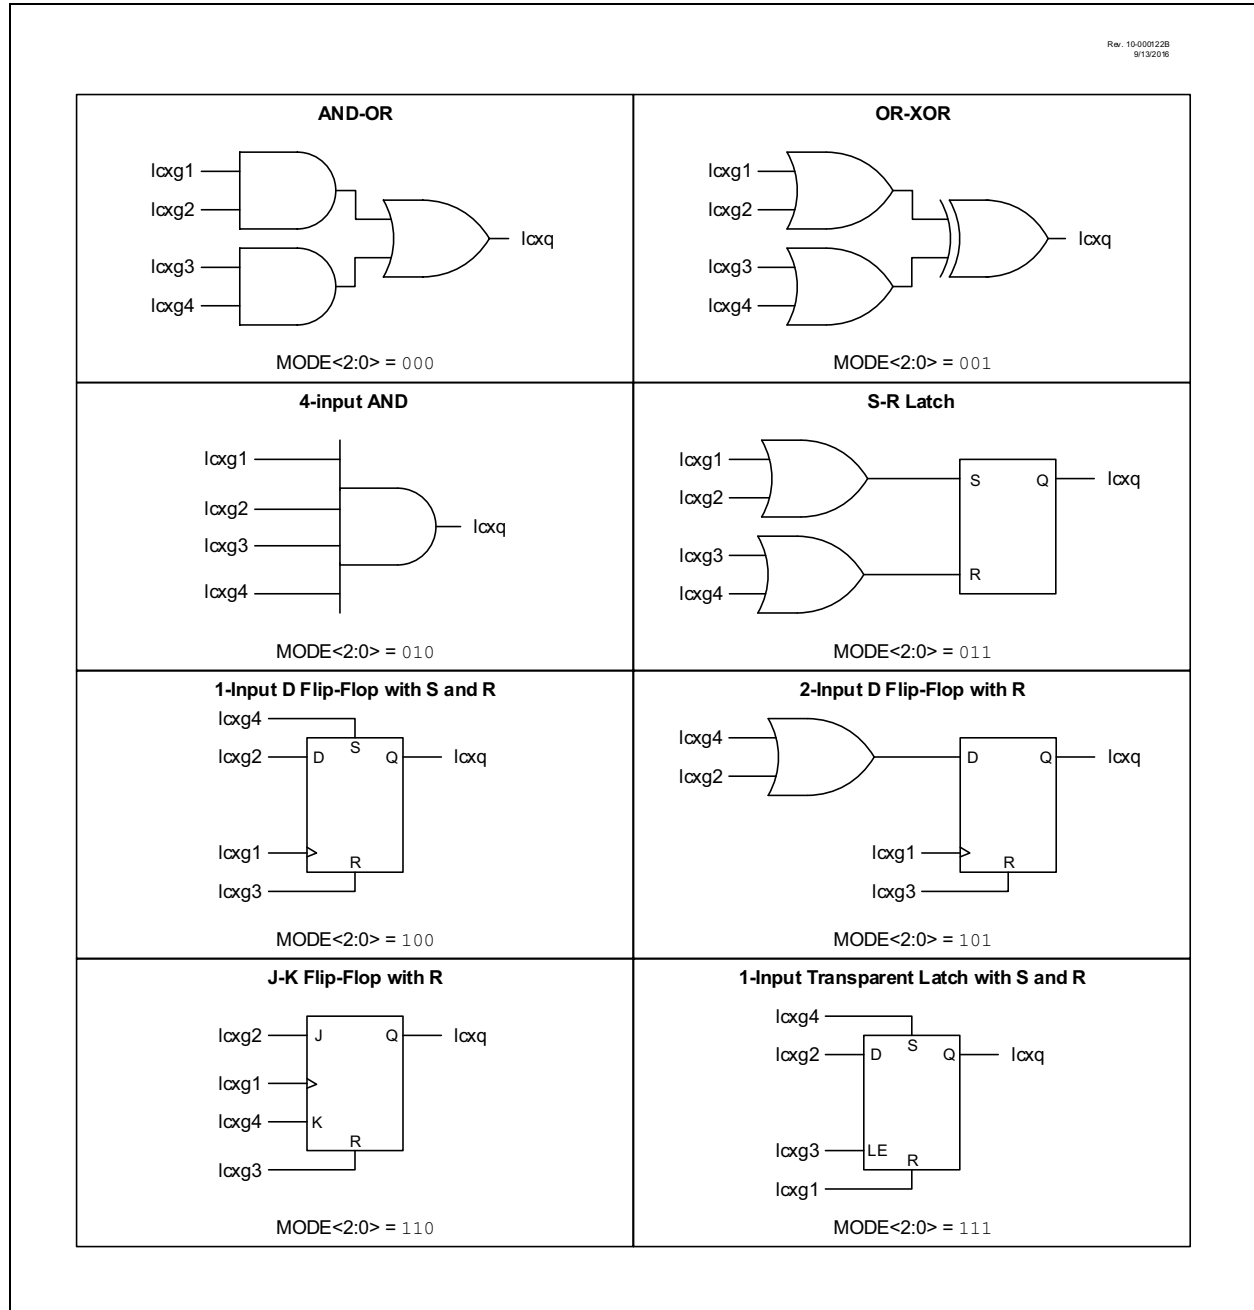 Rev. 10-000122B
9/13/2016
AND-OR
lcxg1
lcxg2
lcxg3
lcxg4
lcxq
MODE<2:0> = 000
OR-XOR
lcxg1
lcxg2
lcxg3
lcxg4
lcxq
MODE<2:0> = 001
4-input AND
lcxg1
lcxg2
lcxg3
lcxg4
lcxq
MODE<2:0> = 010
S-R Latch
lcxg1
lcxg2
lcxg3
lcxg4
S
Q
lcxq
R
MODE<2:0> = 011
1-Input D Flip-Flop with S and R
lcxg4
S
lcxg2
D
Q
lcxq
lcxg1
R
lcxg3
MODE<2:0> = 100
2-Input D Flip-Flop with R
lcxg4
lcxg2
D
Q
lcxq
lcxg1
R
lcxg3
MODE<2:0> = 101
J-K Flip-Flop with R
lcxg2
J
Q
lcxq
lcxg1
lcxg4
K
R
lcxg3
MODE<2:0> = 110
1-Input Transparent Latch with S and R
lcxg4
S
lcxg2
D
Q
lcxq
lcxg3
LE
R
lcxg1
MODE<2:0> = 111